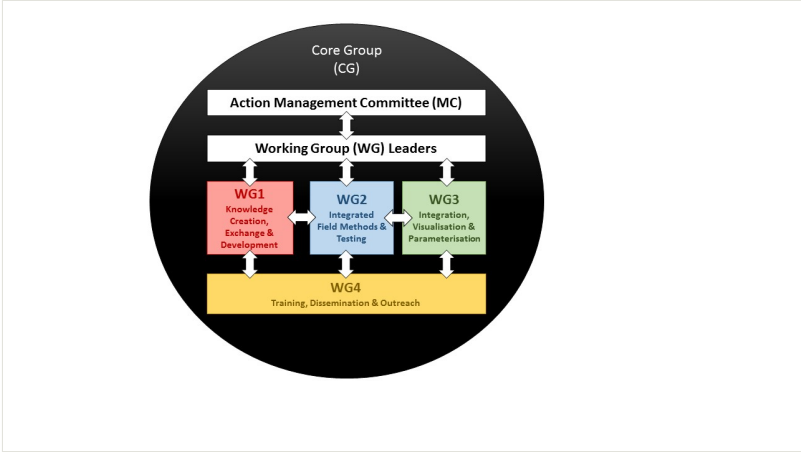 Core Group
(CG)
Action Management Committee (MC)
Working Group (WG) Leaders
WG1
Knowledge
Creation,
Exchange &
Development
WG2
Integrated
Field Methods &
Testing
WG3
Integration,
Visualisation &
Parameterisation
WG4
Training, Dissemination & Outreach